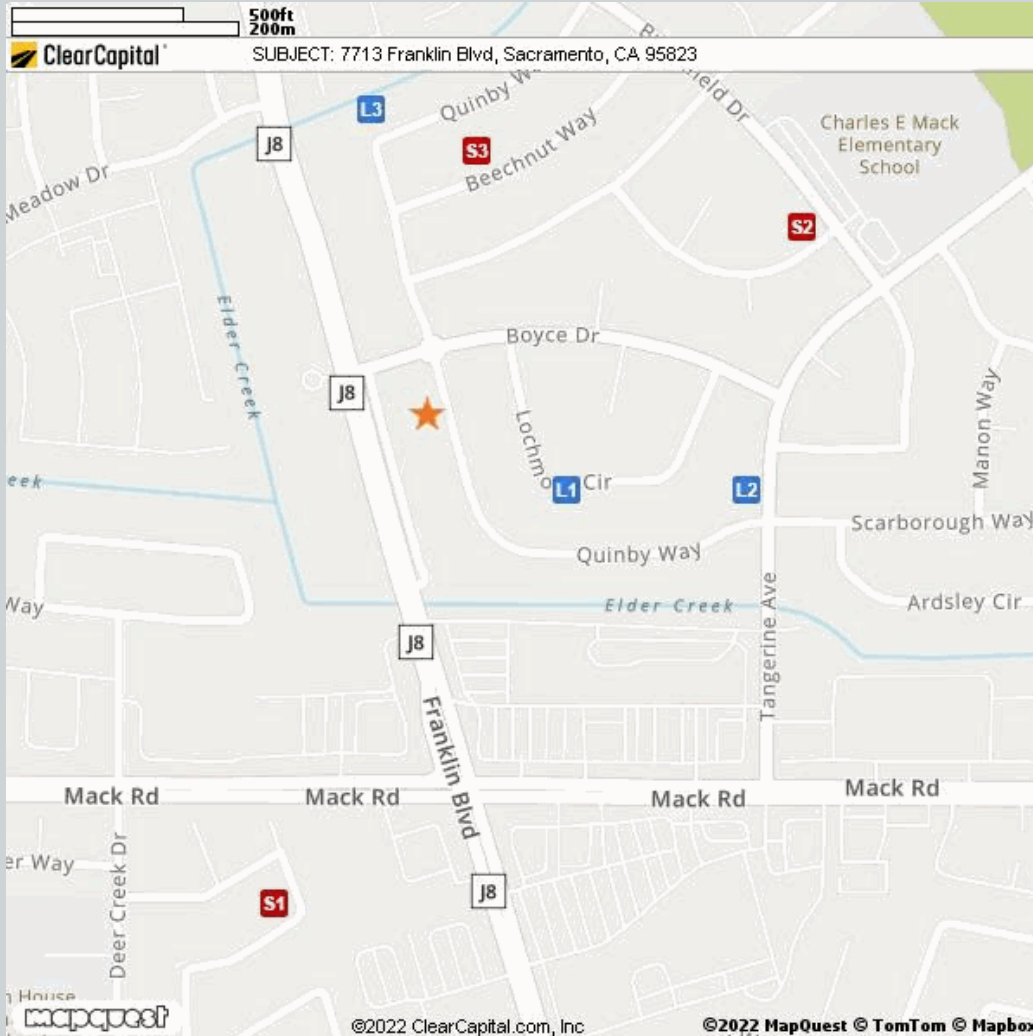 500ft
200m
ClearCapital
SUBJECT: 7713 Franklin Blvd, Sacramento, CA 95823
L3
Quinby
J8
S3
Beechnut Way
Charles E Mack
Elementary
School
Meadow Dr
S2
Elder Creek
Boyce Dr
J8
Manon Way
L1
Cir
L2
Scarborough Way
Quinby Way
Way
Elder Creek
Ardsley Cir
J8
Tangerine Ave
Franklin Blvd
Mack Rd
Mack Rd
Mack Rd
Mack Rd
Way
Deer Creek Dr
S1
J8
House
mapquest
©2022 ClearCapital.com, Inc
©2022 MapQuest © TomTom © Mapbox